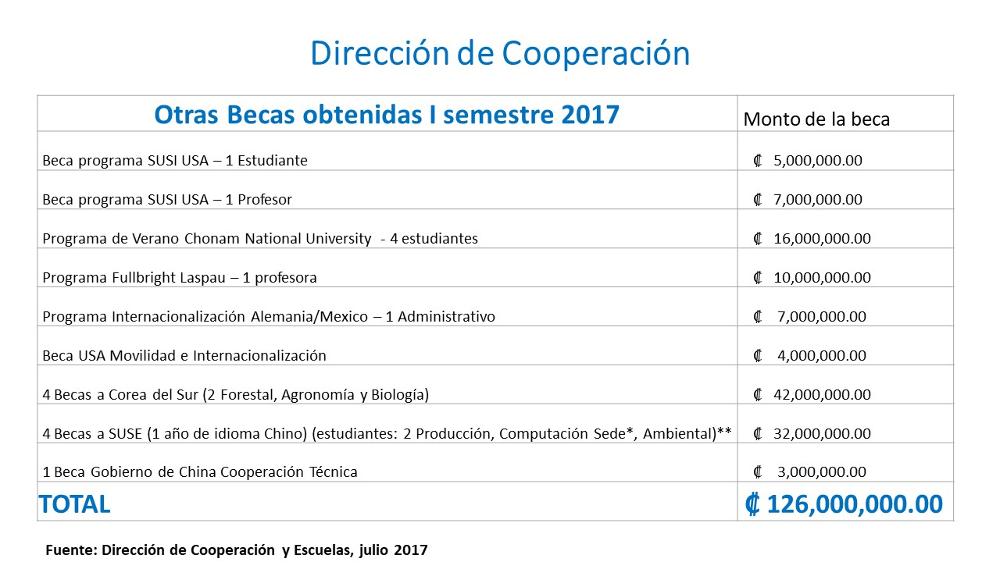 Dirección de Cooperación
Otras Becas obtenidas I semestre 2017 Monto de la beca
Beca programa SUSI USA – 1 Estudiante ₡ 5,000,000.00
Beca programa SUSI USA – 1 Profesor ₡ 7,000,000.00
Programa de Verano Chonam National University - 4 estudiantes ₡ 16,000,000.00
Programa Fullbright Laspau – 1 profesora ₡ 10,000,000.00
Programa Internacionalización Alemania/Mexico – 1 Administrativo ₡ 7,000,000.00
Beca USA Movilidad e Internacionalización ₡ 4,000,000.00
4 Becas a Corea del Sur (2 Forestal, Agronomía y Biología) ₡ 42,000,000.00
4 Becas a SUSE (1 año de idioma Chino) (estudiantes: 2 Producción, Computación Sede*, Ambiental)** ₡ 32,000,000.00
1 Beca Gobierno de China Cooperación Técnica ₡ 3,000,000.00
TOTAL ₡ 126,000,000.00
Fuente: Dirección de Cooperación y Escuelas, julio 2017